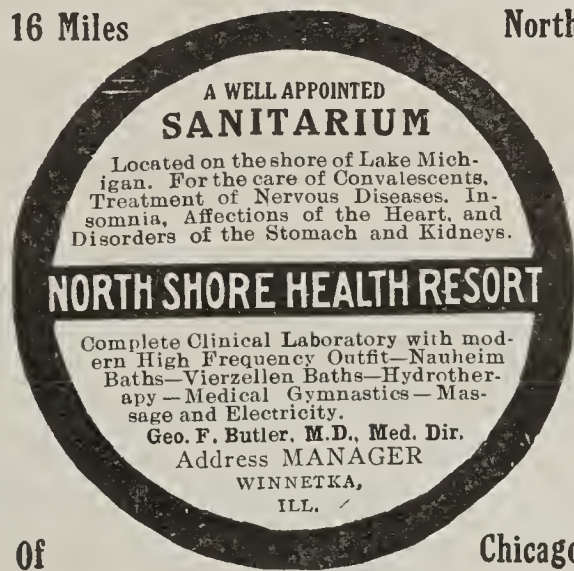 16 Miles North
A WELL APPOINTED
SANITARIUM
Located on the shore of Lake Mich-
igan. For the care of Convalescents,
Treatment of Nervous Diseases. In-
somnia, Affections of the Heart, and
Disorders of the Stomach and Kidneys.
NORTH SHORE HEALTH RESORT
Complete Clinical Laboratory with mod-
ern High Frequency Outfit—Nauheim
Baths—Vierzellen Baths—Hydrother-
apy—Medical Gymnastics—Mas-
sage and Electricity.
Geo. F. Butler, M.D., Med. Dir.
Address MANAGER
WINNETKA,
ILL.
Of Chicago